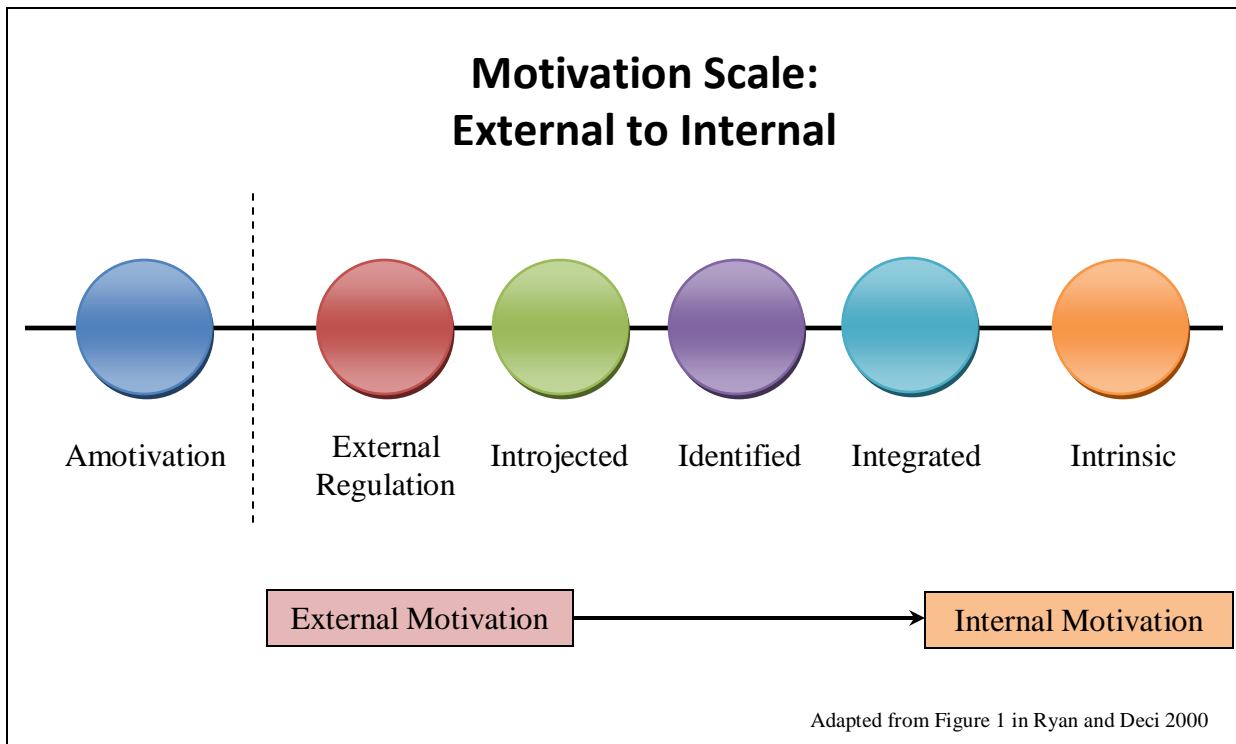 Motivation Scale:
External to Internal
Amotivation
External
Regulation
Introjected
Identified
Integrated
Intrinsic
External Motivation
Internal Motivation
Adapted from Figure 1 in Ryan and Deci 2000